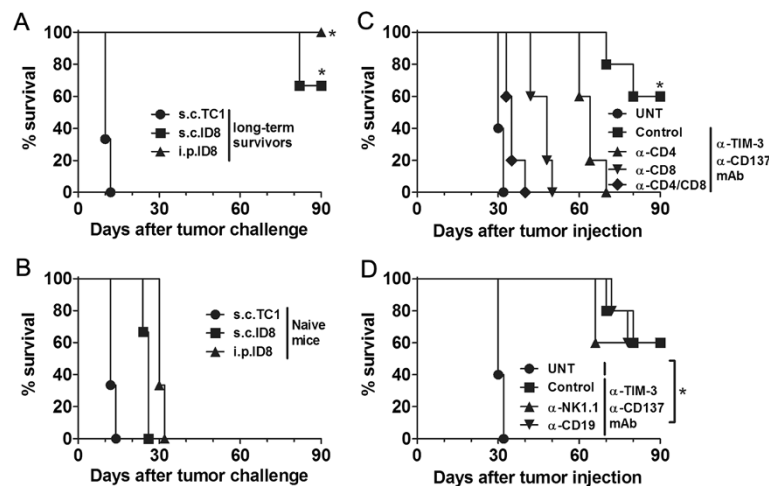 A
% survival
100
80
60
40
20
0
*
*
s.c.TC1
s.c.ID8
i.p.ID8
long-term
survivors
0 30 60 90
Days after tumor challenge
B
% survival
100
80
60
40
20
0
s.c.TC1
s.c.ID8
i.p.ID8
Naive
mice
0 30 60 90
Days after tumor challenge
C
% survival
100
80
60
40
20
0
*
UNT
Control
α-CD4
α-CD8
α-CD4/CD8
α-TIM-3
α-CD137
mAb
0 30 60 90
Days after tumor injection
D
% survival
100
80
60
40
20
0
UNT
Control
α-NK1.1
α-CD19
α-TIM-3
α-CD137
mAb
*
0 30 60 90
Days after tumor injection